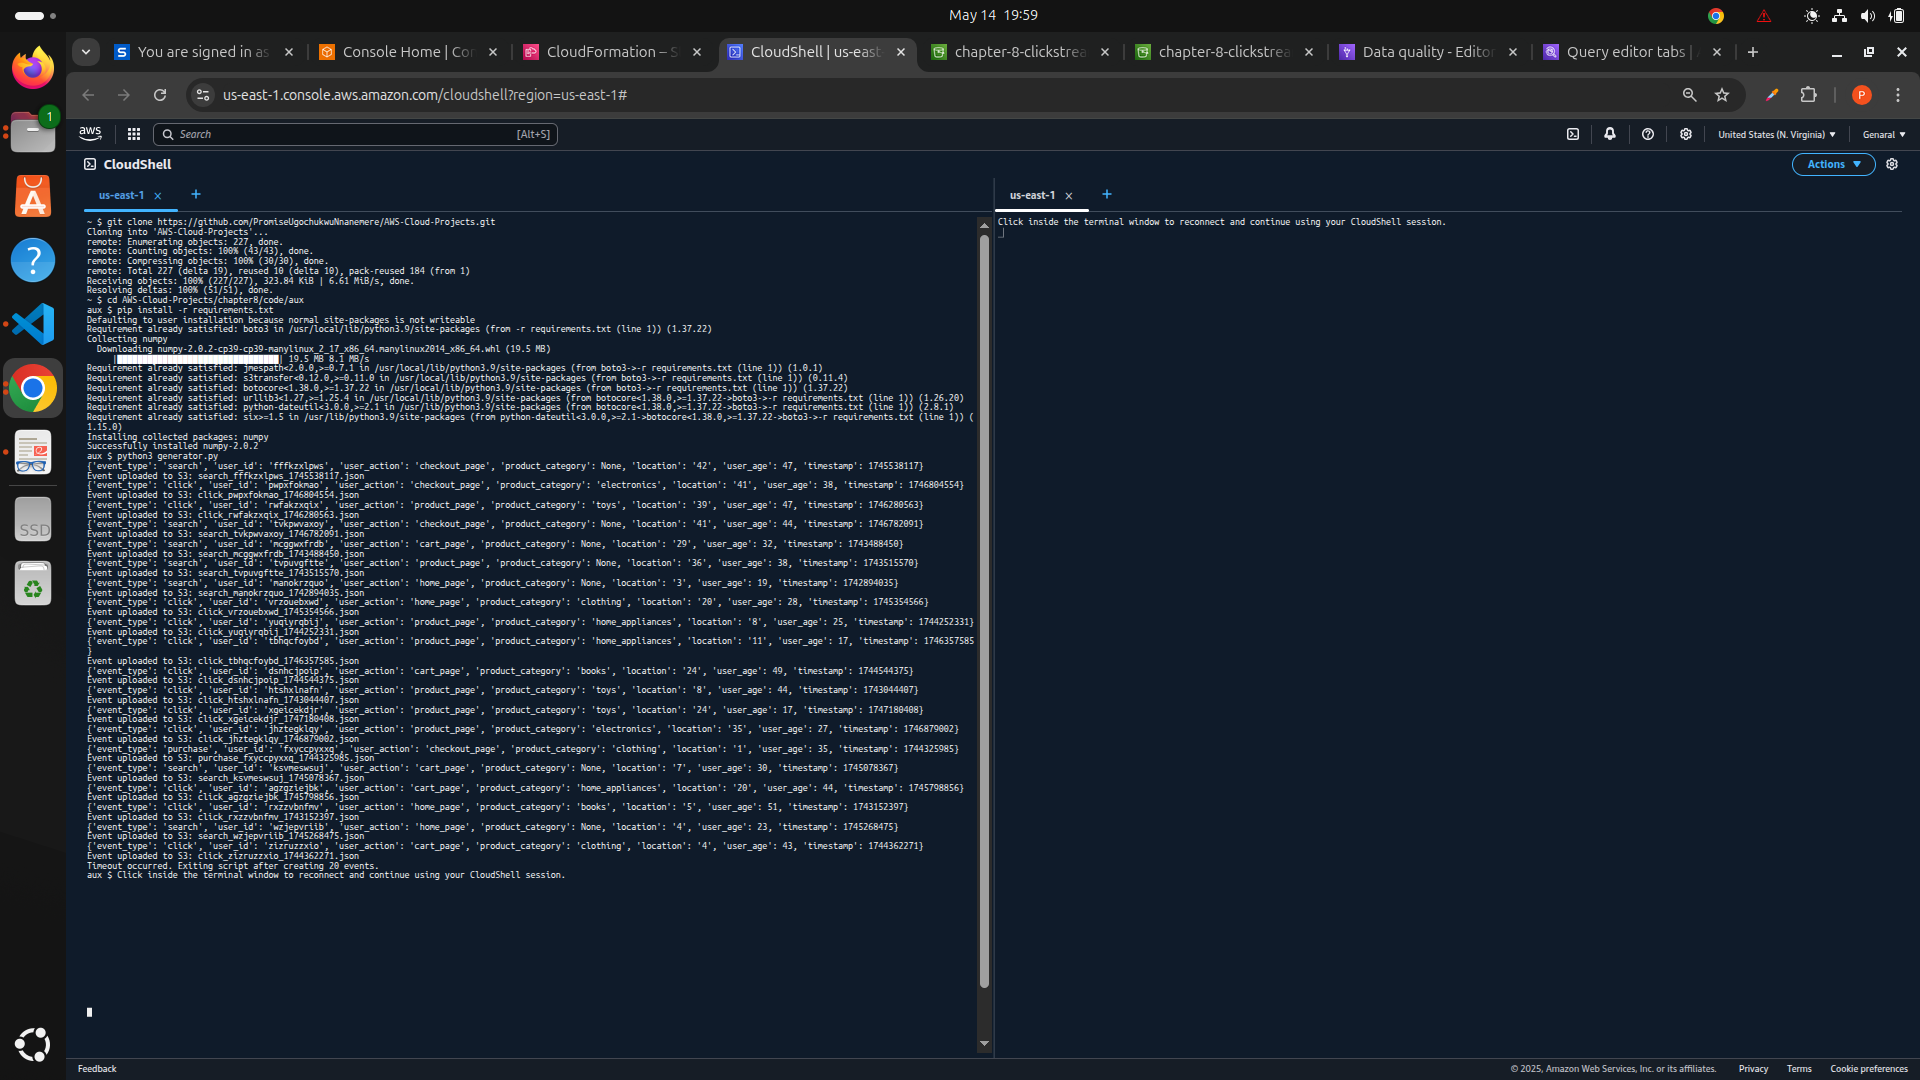 May 14 19:59
You are signed in as
Console Home | Con
CloudFormation – S
CloudShell | us-east-
chapter-8-clickstrea
chapter-8-clickstrea
Data quality - Editor
Query editor tabs |
us-east-1.console.aws.amazon.com/cloudshell?region=us-east-1#
P
1
SSD
aws
Search
[Alt+S]
United States (N. Virginia)
Genaral
CloudShell
Actions
us-east-1
~ $ git clone https://github.com/PromiseUgochukwuNnanemere/AWS-Cloud-Projects.git
Cloning into 'AWS-Cloud-Projects'...
remote: Enumerating objects: 227, done.
remote: Counting objects: 100% (43/43), done.
remote: Compressing objects: 100% (30/30), done.
remote: Total 227 (delta 19), reused 10 (delta 10), pack-reused 184 (from 1)
Receiving objects: 100% (227/227), 323.84 KiB | 6.61 MiB/s, done.
Resolving deltas: 100% (51/51), done.
~ $ cd AWS-Cloud-Projects/chapter8/code/aux
aux $ pip install -r requirements.txt
Defaulting to user installation because normal site-packages is not writeable
Requirement already satisfied: boto3 in /usr/local/lib/python3.9/site-packages (from -r requirements.txt (line 1)) (1.37.22)
Collecting numpy
Downloading numpy-2.0.2-cp39-cp39-manylinux_2_17_x86_64.manylinux2014_x86_64.whl (19.5 MB)
| 19.5 MB 8.1 MB/s
Requirement already satisfied: jmespath<2.0.0,>=0.7.1 in /usr/local/lib/python3.9/site-packages (from boto3->-r requirements.txt (line 1)) (1.0.1)
Requirement already satisfied: s3transfer<0.12.0,>=0.11.0 in /usr/local/lib/python3.9/site-packages (from boto3->-r requirements.txt (line 1)) (0.11.4)
Requirement already satisfied: botocore<1.38.0,>=1.37.22 in /usr/local/lib/python3.9/site-packages (from boto3->-r requirements.txt (line 1)) (1.37.22)
Requirement already satisfied: urllib3<1.27,>=1.25.4 in /usr/local/lib/python3.9/site-packages (from botocore<1.38.0,>=1.37.22->boto3->-r requirements.txt (line 1)) (1.26.20)
Requirement already satisfied: python-dateutil<3.0.0,>=2.1 in /usr/lib/python3.9/site-packages (from botocore<1.38.0,>=1.37.22->boto3->-r requirements.txt (line 1)) (2.8.1)
Requirement already satisfied: six>=1.5 in /usr/lib/python3.9/site-packages (from python-dateutil<3.0.0,>=2.1->botocore<1.38.0,>=1.37.22->boto3->-r requirements.txt (line 1)) (
1.15.0)
Installing collected packages: numpy
Successfully installed numpy-2.0.2
aux $ python3 generator.py
{'event_type': 'search', 'user_id': 'fffkzxlpws', 'user_action': 'checkout_page', 'product_category': None, 'location': '42', 'user_age': 47, 'timestamp': 1745538117}
Event uploaded to S3: search_fffkzxlpws_1745538117.json
{'event_type': 'click', 'user_id': 'pwpxfokmao', 'user_action': 'checkout_page', 'product_category': 'electronics', 'location': '41', 'user_age': 38, 'timestamp': 1746804554}
Event uploaded to S3: click_pwpxfokmao_1746804554.json
{'event_type': 'click', 'user_id': 'rwfakzxqix', 'user_action': 'product_page', 'product_category': 'toys', 'location': '39', 'user_age': 47, 'timestamp': 1746280563}
Event uploaded to S3: click_rwfakzxqix_1746280563.json
{'event_type': 'search', 'user_id': 'tvkpwvaxoy', 'user_action': 'checkout_page', 'product_category': None, 'location': '41', 'user_age': 44, 'timestamp': 1746782091}
Event uploaded to S3: search_tvkpwvaxoy_1746782091.json
{'event_type': 'search', 'user_id': 'mcggwxfrdb', 'user_action': 'cart_page', 'product_category': None, 'location': '29', 'user_age': 32, 'timestamp': 1743488450}
Event uploaded to S3: search_mcggwxfrdb_1743488450.json
{'event_type': 'search', 'user_id': 'tvpuvgftte', 'user_action': 'product_page', 'product_category': None, 'location': '36', 'user_age': 38, 'timestamp': 1743515570}
Event uploaded to S3: search_tvpuvgftte_1743515570.json
{'event_type': 'search', 'user_id': 'manokrzquo', 'user_action': 'home_page', 'product_category': None, 'location': '3', 'user_age': 19, 'timestamp': 1742894035}
Event uploaded to S3: search_manokrzquo_1742894035.json
{'event_type': 'click', 'user_id': 'vrzouebxwd', 'user_action': 'home_page', 'product_category': 'clothing', 'location': '20', 'user_age': 28, 'timestamp': 1745354566}
Event uploaded to S3: click_vrzouebxwd_1745354566.json
{'event_type': 'click', 'user_id': 'yuqiyrqbij', 'user_action': 'product_page', 'product_category': 'home_appliances', 'location': '8', 'user_age': 25, 'timestamp': 1744252331}
Event uploaded to S3: click_yuqiyrqbij_1744252331.json
{'event_type': 'click', 'user_id': 'tbhqcfoybd', 'user_action': 'product_page', 'product_category': 'home_appliances', 'location': '11', 'user_age': 17, 'timestamp': 1746357585
}
Event uploaded to S3: click_tbhqcfoybd_1746357585.json
{'event_type': 'click', 'user_id': 'dsnhcjpoip', 'user_action': 'cart_page', 'product_category': 'books', 'location': '24', 'user_age': 49, 'timestamp': 1744544375}
Event uploaded to S3: click_dsnhcjpoip_1744544375.json
{'event_type': 'click', 'user_id': 'htshxlnafn', 'user_action': 'product_page', 'product_category': 'toys', 'location': '8', 'user_age': 44, 'timestamp': 1743044407}
Event uploaded to S3: click_htshxlnafn_1743044407.json
{'event_type': 'click', 'user_id': 'xgeicekdjr', 'user_action': 'product_page', 'product_category': 'toys', 'location': '24', 'user_age': 17, 'timestamp': 1747180408}
Event uploaded to S3: click_xgeicekdjr_1747180408.json
{'event_type': 'click', 'user_id': 'jhztegklqy', 'user_action': 'product_page', 'product_category': 'electronics', 'location': '35', 'user_age': 27, 'timestamp': 1746879002}
Event uploaded to S3: click_jhztegklqy_1746879002.json
{'event_type': 'purchase', 'user_id': 'fxyccpyxxq', 'user_action': 'checkout_page', 'product_category': 'clothing', 'location': '1', 'user_age': 35, 'timestamp': 1744325985}
Event uploaded to S3: purchase_fxyccpyxxq_1744325985.json
{'event_type': 'search', 'user_id': 'ksvmeswsuj', 'user_action': 'cart_page', 'product_category': None, 'location': '7', 'user_age': 30, 'timestamp': 1745078367}
Event uploaded to S3: search_ksvmeswsuj_1745078367.json
{'event_type': 'click', 'user_id': 'agzgziejbk', 'user_action': 'cart_page', 'product_category': 'home_appliances', 'location': '20', 'user_age': 44, 'timestamp': 1745798856}
Event uploaded to S3: click_agzgziejbk_1745798856.json
{'event_type': 'click', 'user_id': 'rxzzvbnfmv', 'user_action': 'home_page', 'product_category': 'books', 'location': '5', 'user_age': 51, 'timestamp': 1743152397}
Event uploaded to S3: click_rxzzvbnfmv_1743152397.json
{'event_type': 'search', 'user_id': 'wzjepvriib', 'user_action': 'home_page', 'product_category': None, 'location': '4', 'user_age': 23, 'timestamp': 1745268475}
Event uploaded to S3: search_wzjepvriib_1745268475.json
{'event_type': 'click', 'user_id': 'zizruzzxio', 'user_action': 'cart_page', 'product_category': 'clothing', 'location': '4', 'user_age': 43, 'timestamp': 1744362271}
Event uploaded to S3: click_zizruzzxio_1744362271.json
Timeout occurred. Exiting script after creating 20 events.
aux $ Click inside the terminal window to reconnect and continue using your CloudShell session.
us-east-1
Click inside the terminal window to reconnect and continue using your CloudShell session.
Feedback
© 2025, Amazon Web Services, Inc. or its affiliates.
Privacy
Terms
Cookie preferences